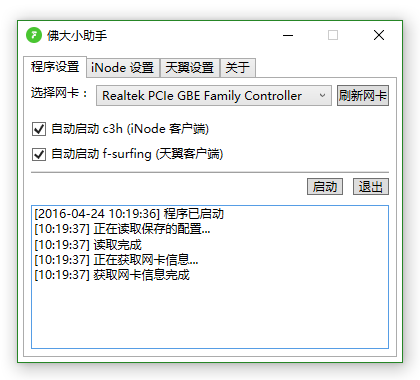 佛大小助手
程序设置 iNode 设置 天翼设置 关于
选择网卡： Realtek PCIe GBE Family Controller 刷新网卡
自动启动 c3h (iNode 客户端)
自动启动 f-surfing (天翼客户端)
启动 退出
[2016-04-24 10:19:36] 程序已启动
[10:19:37] 正在读取保存的配置...
[10:19:37] 读取完成
[10:19:37] 正在获取网卡信息...
[10:19:37] 获取网卡信息完成